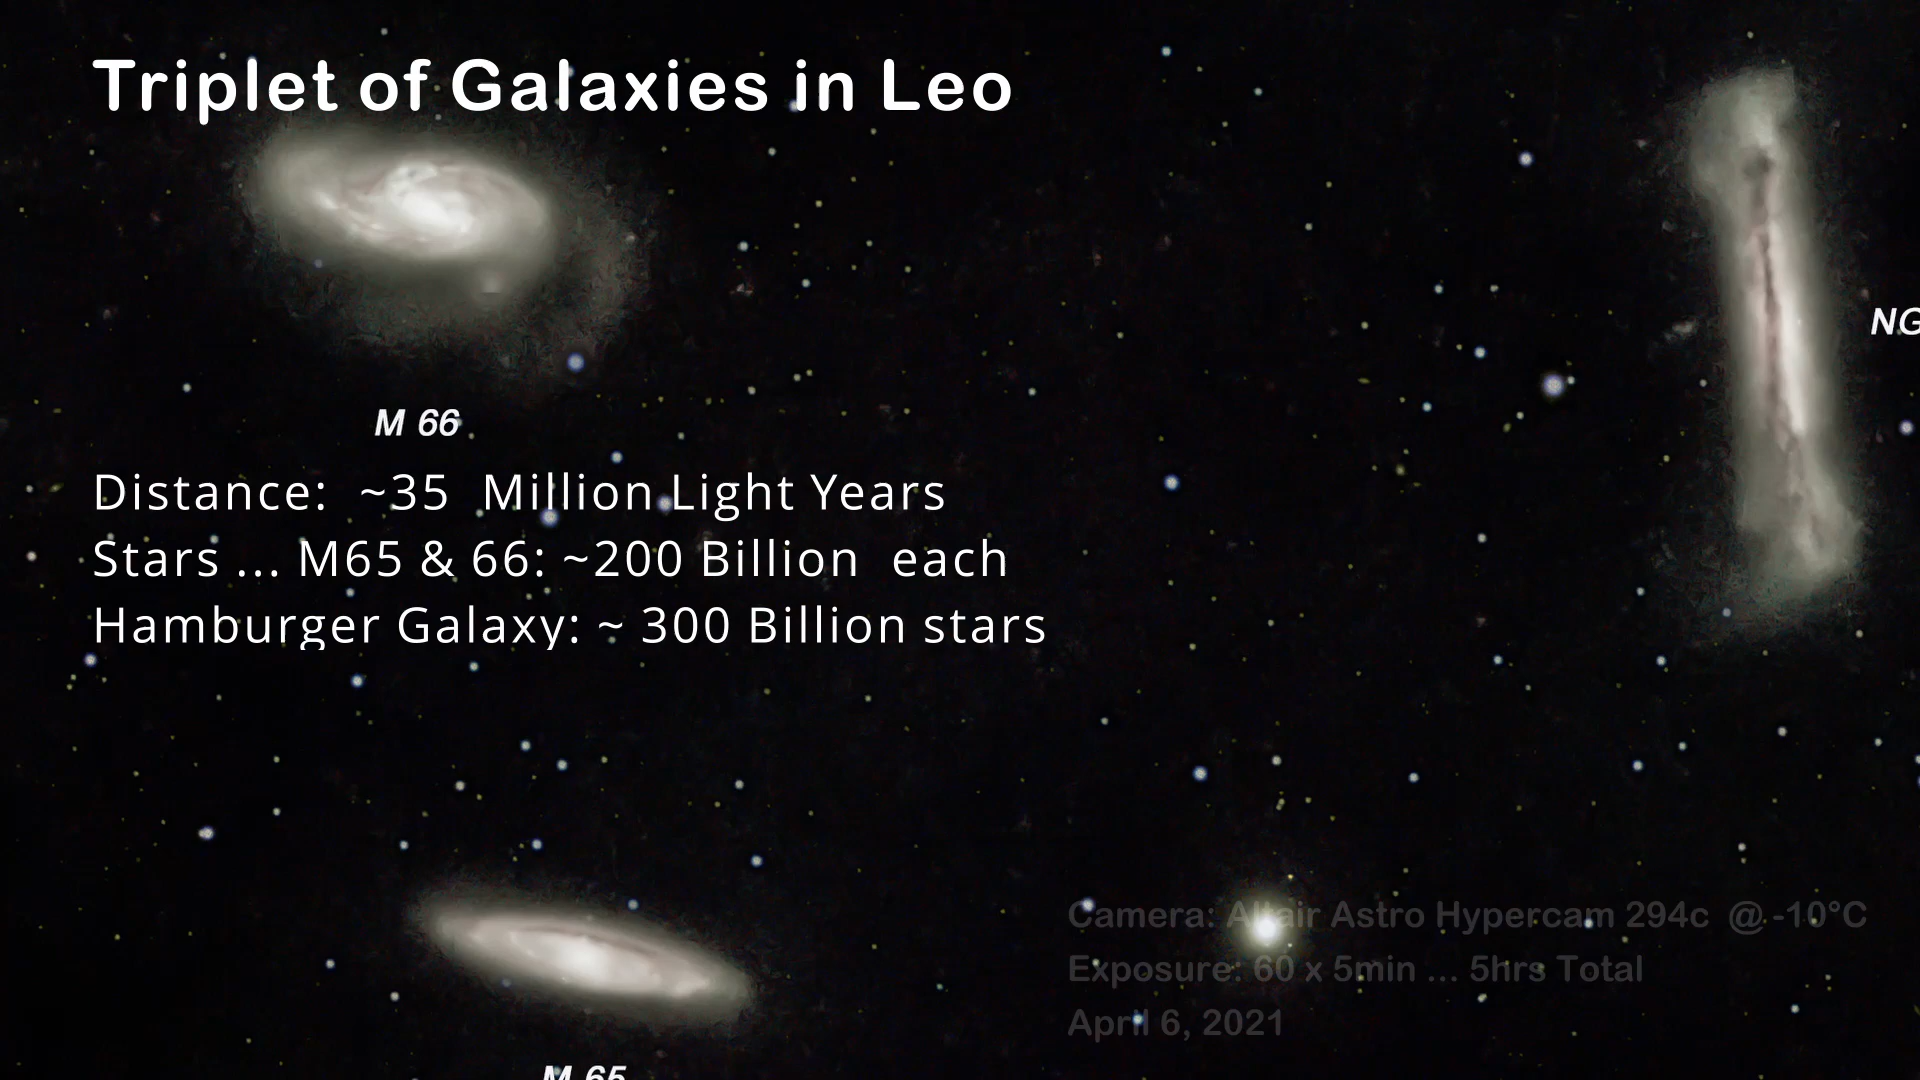 Triplet of Galaxies in Leo
NG
M 66
Distance: ~35 Million Light Years
Stars ... M65 & 66: ~200 Billion each
Hamburger Galaxy: ~ 300 Billion stars
Camera: Altair Astro Hypercam 294c @ -10°C
Exposure: 60 x 5min ... 5hrs Total
April 6, 2021
M 65